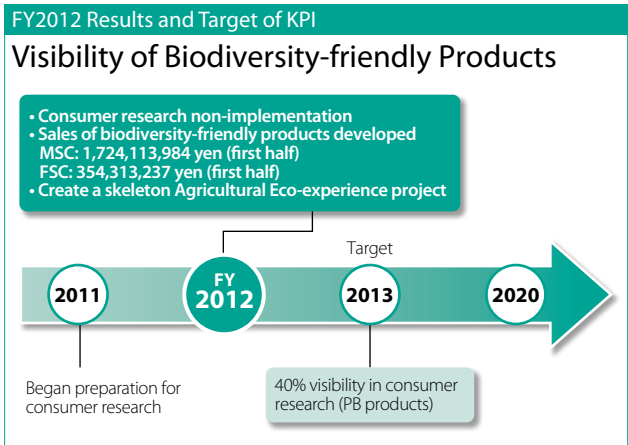 FY2012 Results and Target of KPI
Visibility of Biodiversity-friendly Products
• Consumer research non-implementation
• Sales of biodiversity-friendly products developed
MSC: 1,724,113,984 yen (first half)
FSC: 354,313,237 yen (first half)
• Create a skeleton Agricultural Eco-experience project
Target
2011
FY
2012
2013
2020
Began preparation for
consumer research
40% visibility in consumer
research (PB products)